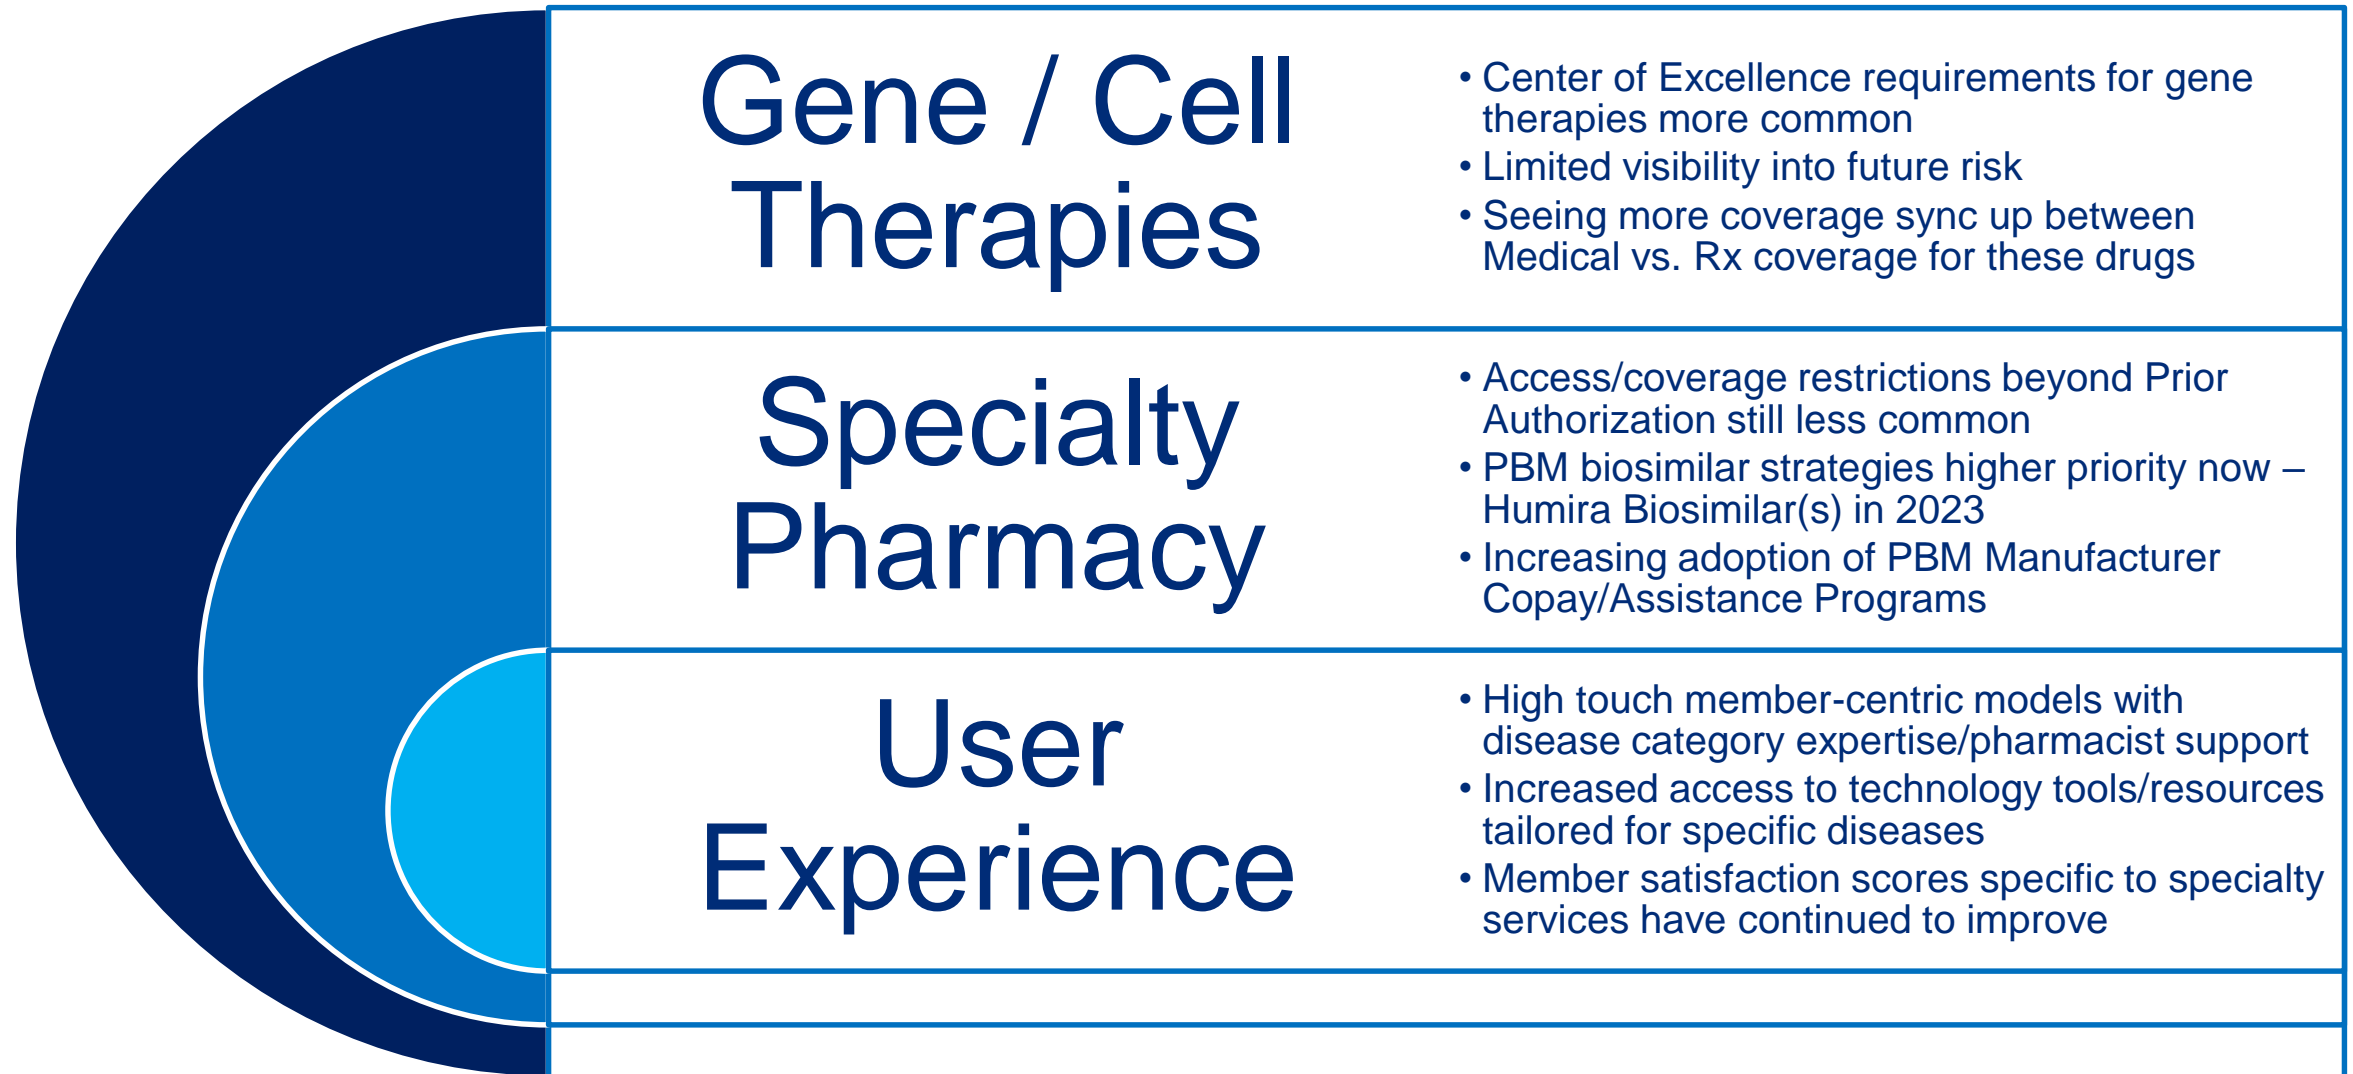 Gene / Cell
Therapies
• Center of Excellence requirements for gene
therapies more common
• Limited visibility into future risk
• Seeing more coverage sync up between
Medical vs. Rx coverage for these drugs
Specialty
Pharmacy
• Access/coverage restrictions beyond Prior
Authorization still less common
• PBM biosimilar strategies higher priority now –
Humira Biosimilar(s) in 2023
• Increasing adoption of PBM Manufacturer
Copay/Assistance Programs
User
Experience
• High touch member-centric models with
disease category expertise/pharmacist support
• Increased access to technology tools/resources
tailored for specific diseases
• Member satisfaction scores specific to specialty
services have continued to improve